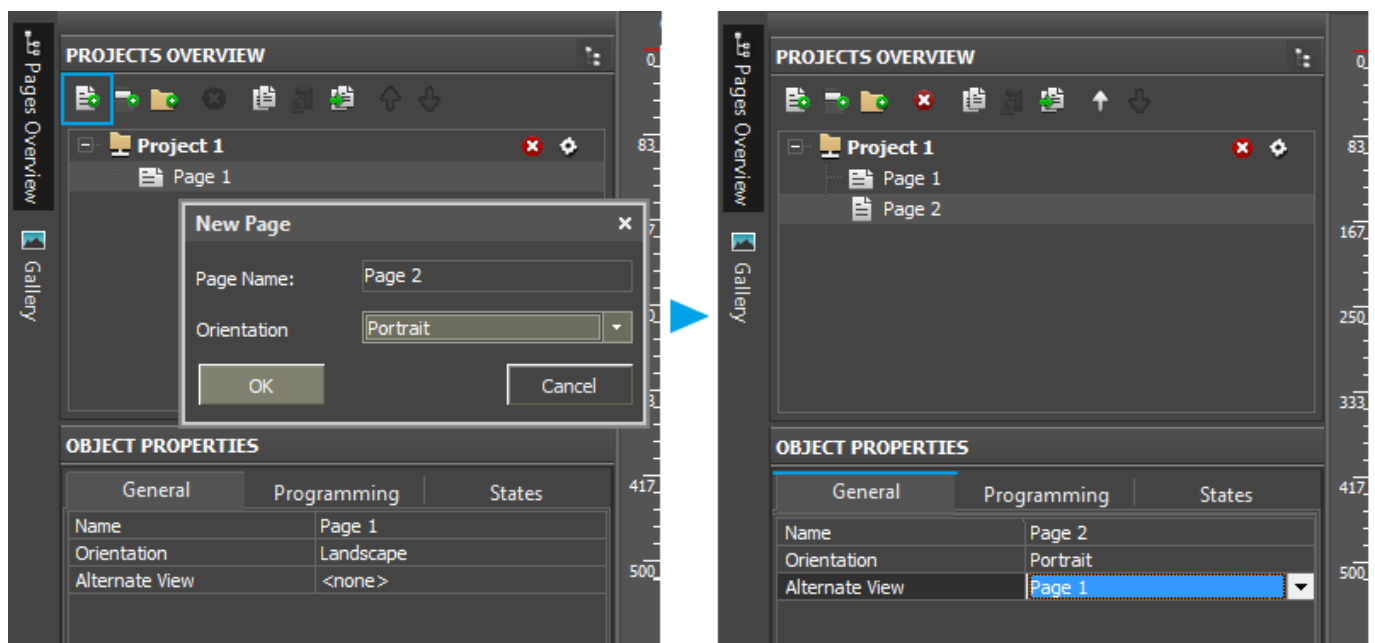 Pages Overview
Gallery
PROJECTS OVERVIEW
Project 1
Page 1
New Page
Page Name: Page 2
Orientation Portrait
OK Cancel
OBJECT PROPERTIES
General Programming States
Name Page 1
Orientation Landscape
Alternate View <none>
0
83
417
500
Pages Overview
Gallery
PROJECTS OVERVIEW
Project 1
Page 1
Page 2
OBJECT PROPERTIES
General Programming States
Name Page 2
Orientation Portrait
Alternate View Page 1
0
83
167
250
333
417
500